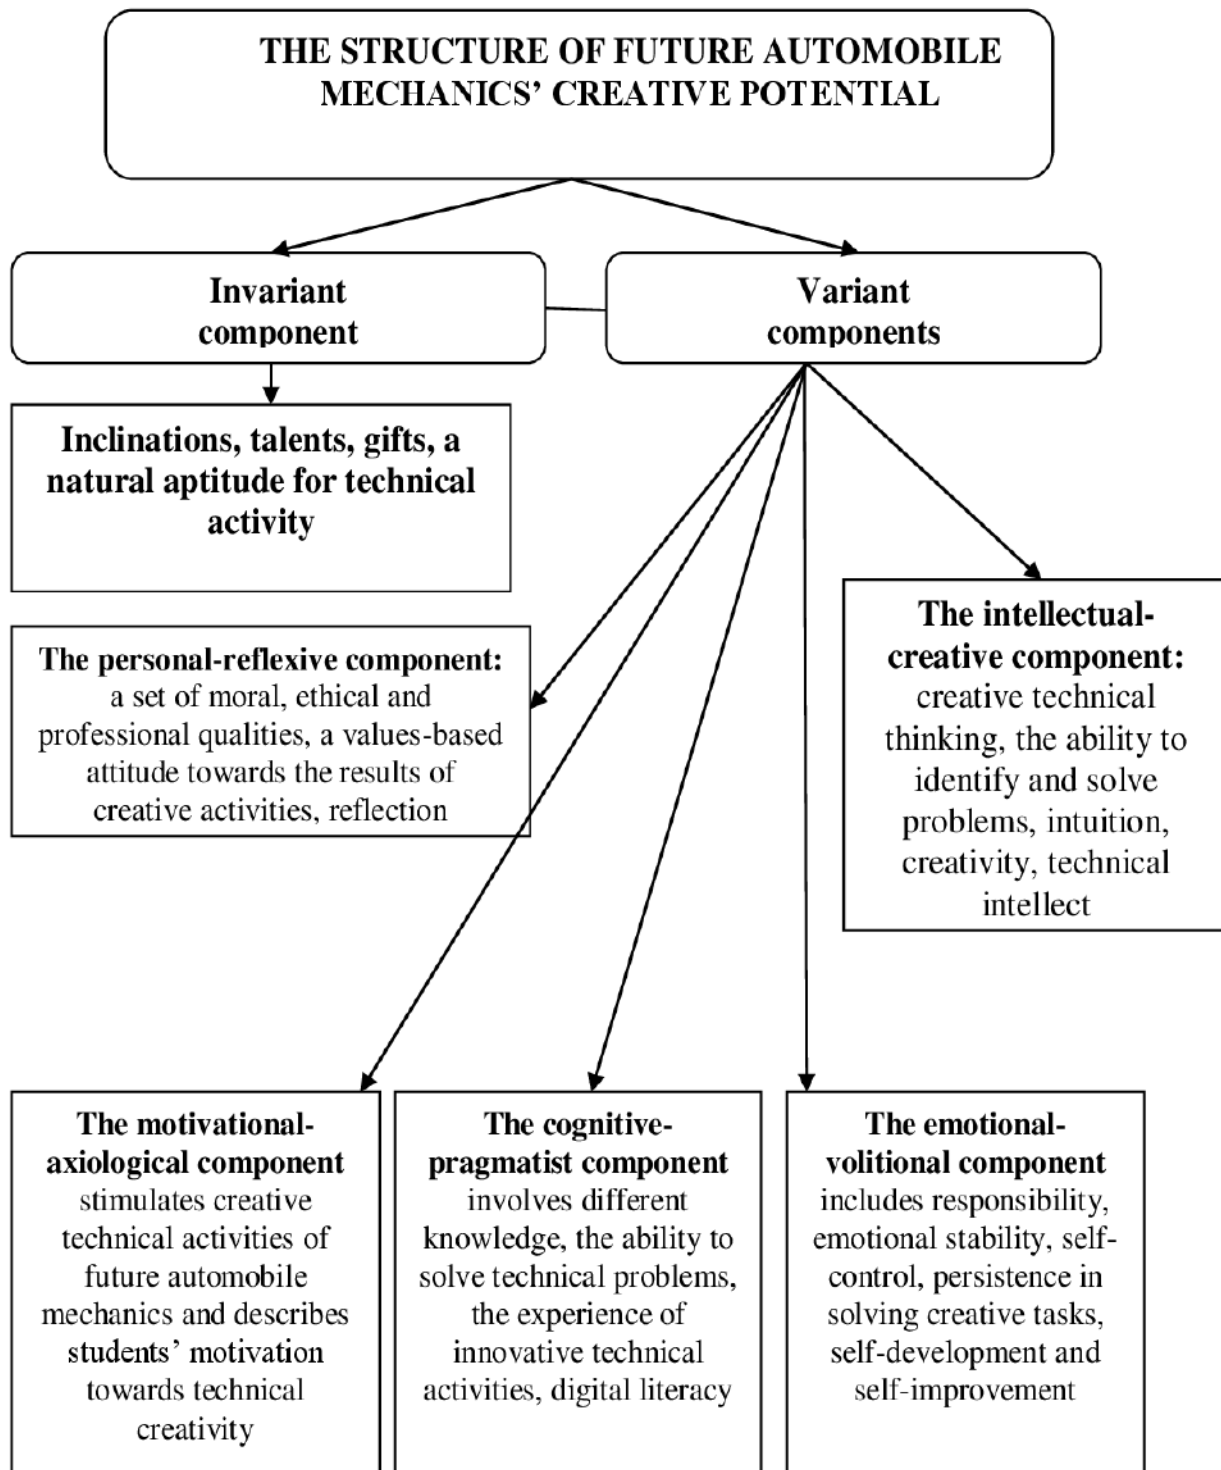 THE STRUCTURE OF FUTURE AUTOMOBILE
MECHANICS’ CREATIVE POTENTIAL
Invariant
component
Variant
components
Inclinations, talents, gifts, a
natural aptitude for technical
activity
The personal-reflexive component:
a set of moral, ethical and
professional qualities, a values-based
attitude towards the results of
creative activities, reflection
The intellectual-
creative component:
creative technical
thinking, the ability to
identify and solve
problems, intuition,
creativity, technical
intellect
The motivational-
axiological component
stimulates creative
technical activities of
future automobile
mechanics and describes
students’ motivation
towards technical
creativity
The cognitive-
pragmatist component
involves different
knowledge, the ability to
solve technical problems,
the experience of
innovative technical
activities, digital literacy
The emotional-
volitional component
includes responsibility,
emotional stability, self-
control, persistence in
solving creative tasks,
self-development and
self-improvement